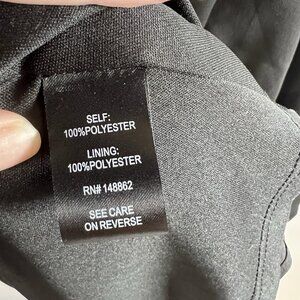 SELF:
100%POLYESTER
LINING:
100%POLYESTER
RN# 148862
SEE CARE
ON REVERSE